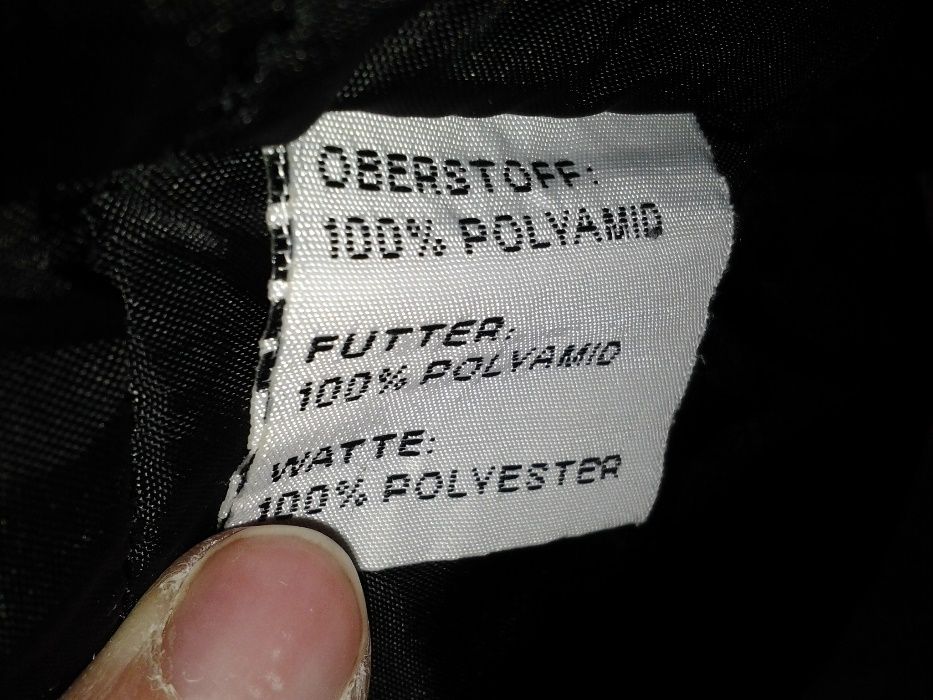 OBERSTOFF:
100% POLYAMID
FUTTER:
100% POLYAMID
WATTE:
100% POLYESTER